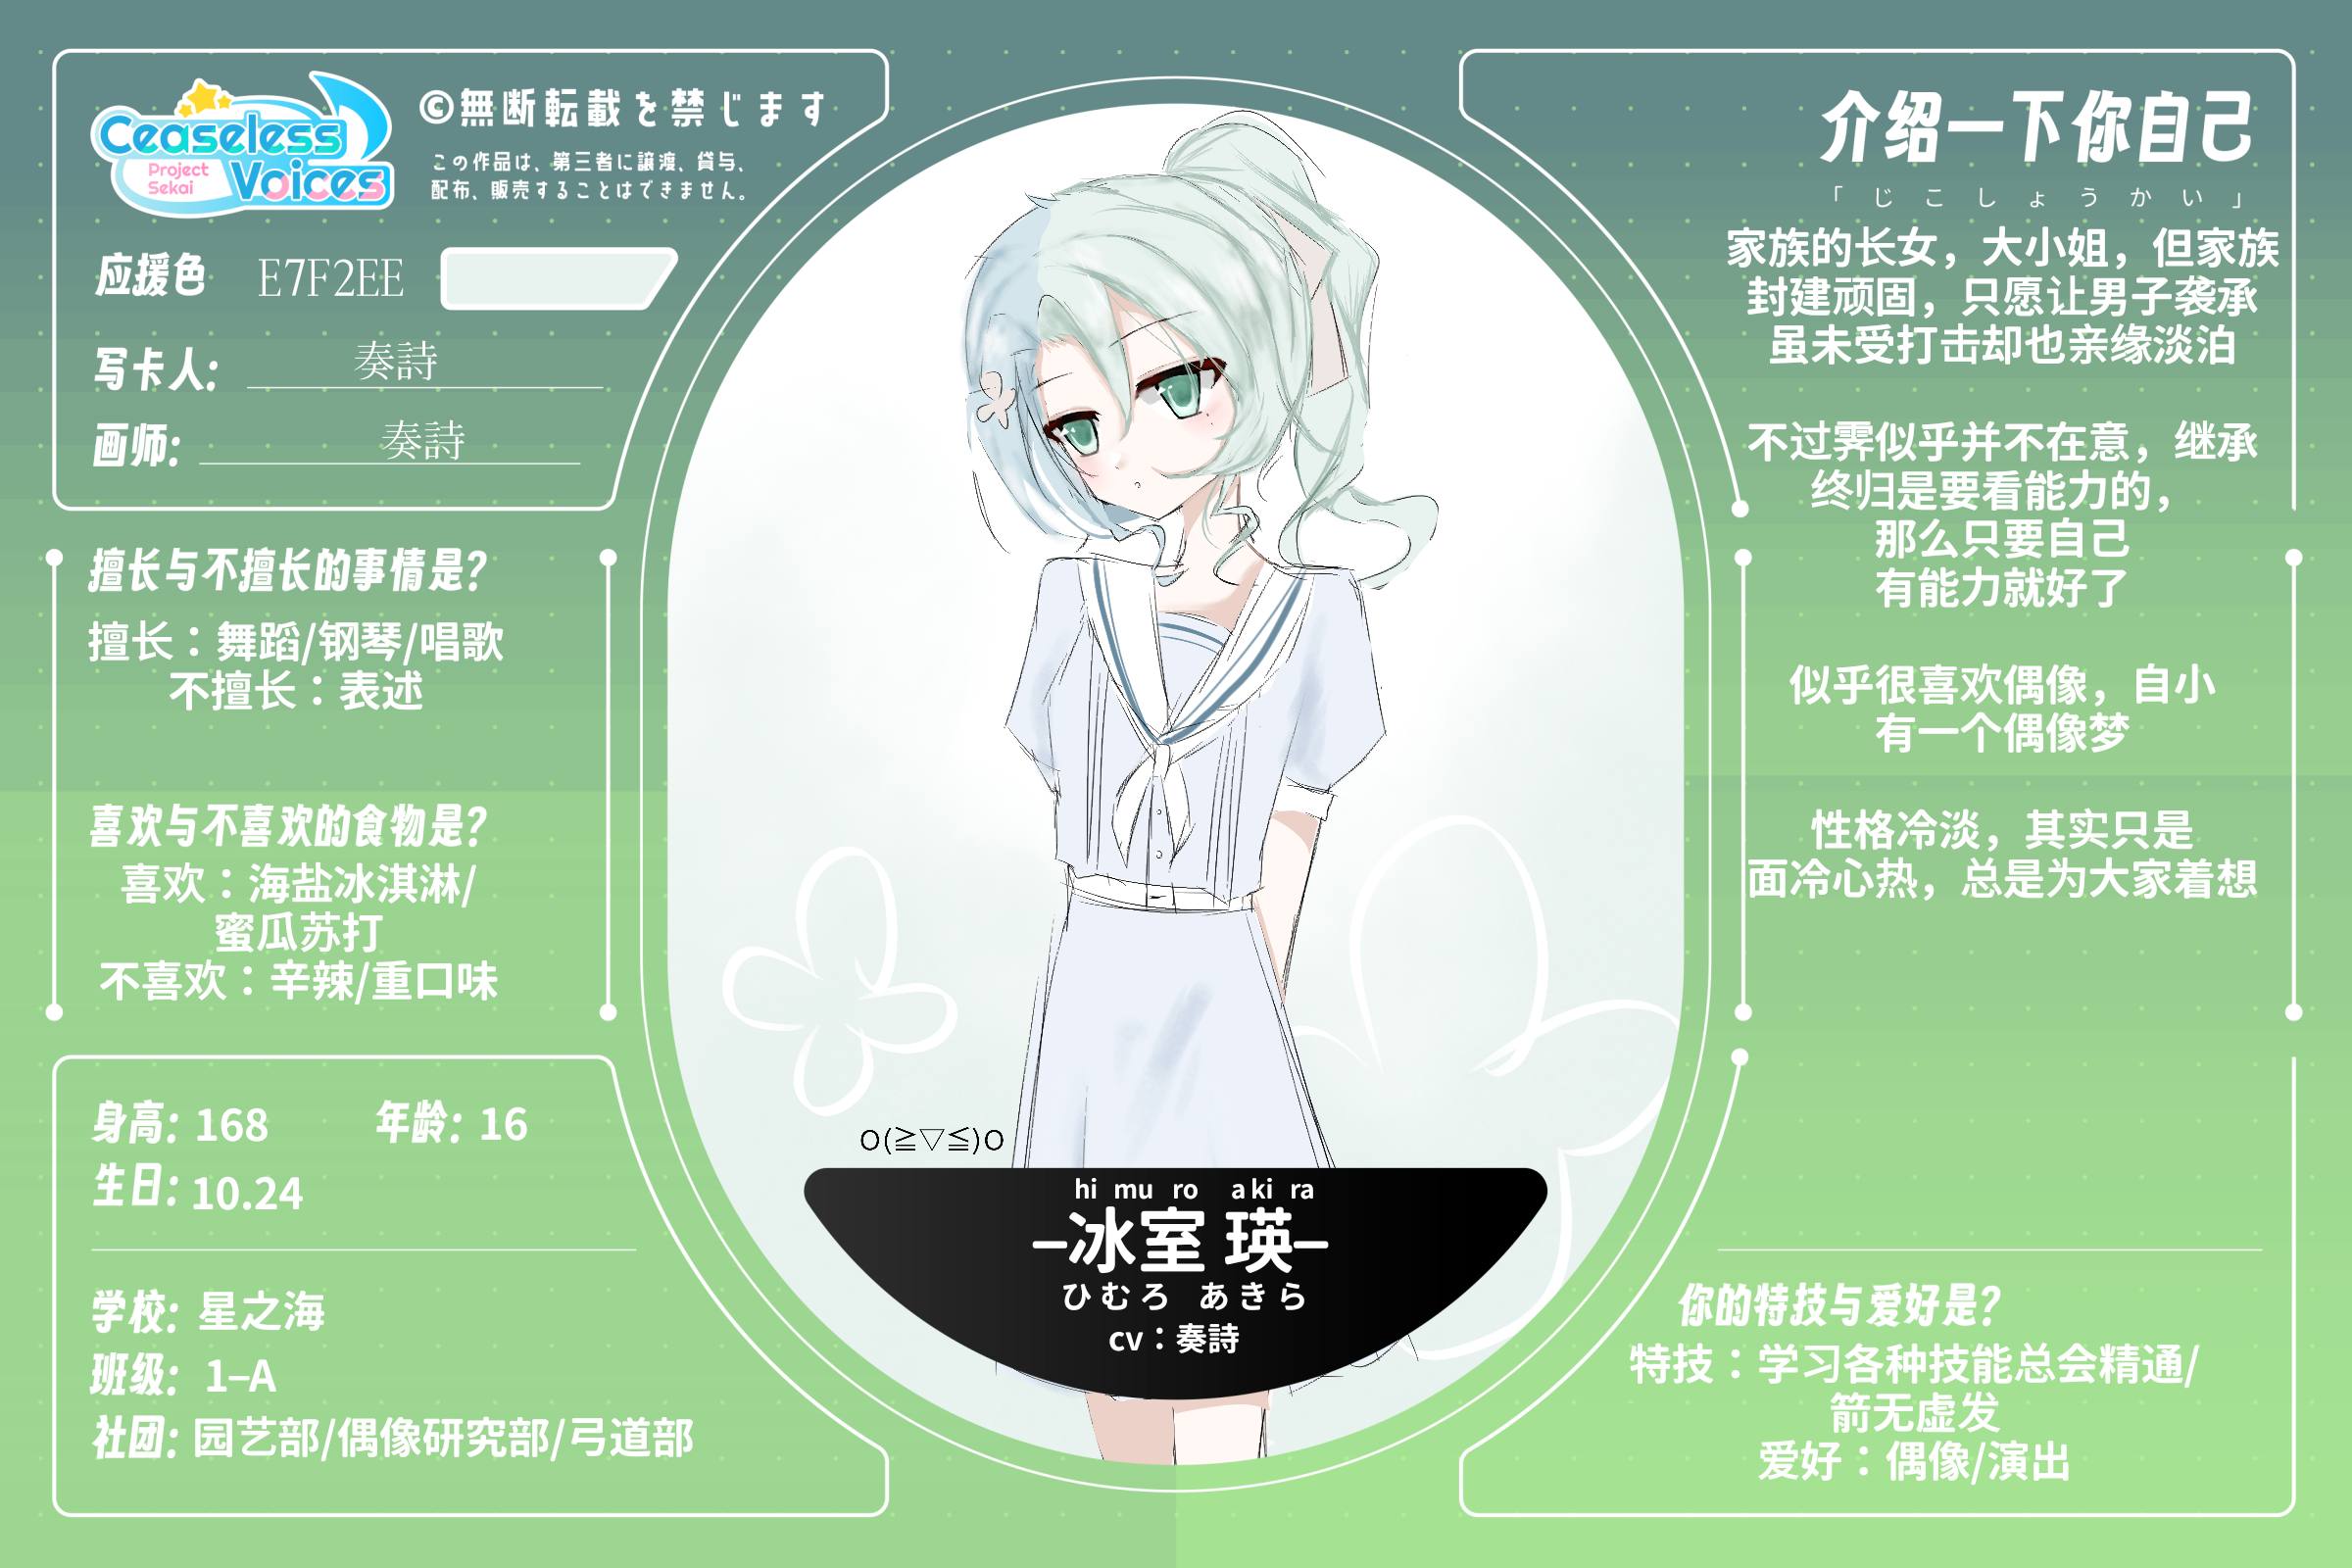 Ceaseless
Project
Sekai
Voices
©無断転載を禁じます
この作品は、第三者に譲渡、貸与、
配布、販売することはできません。
应援色 E7F2EE
写卡人: 奏詩
画师: 奏詩
擅长与不擅长的事情是?
擅长：舞蹈/钢琴/唱歌
不擅长：表述
喜欢与不喜欢的食物是?
喜欢：海盐冰淇淋/
蜜瓜苏打
不喜欢：辛辣/重口味
身高: 168 年龄: 16
生日: 10.24
学校: 星之海
班级: 1–A
社团: 园艺部/偶像研究部/弓道部
O(≧▽≦)O
hi mu ro aki ra
–冰室 瑛–
ひむろ あきら
cv：奏詩
介绍一下你自己
「じこしょうかい」
家族的长女，大小姐，但家族
封建顽固，只愿让男子袭承
虽未受打击却也亲缘淡泊
不过霁似乎并不在意，继承
终归是要看能力的，
那么只要自己
有能力就好了
似乎很喜欢偶像，自小
有一个偶像梦
性格冷淡，其实只是
面冷心热，总是为大家着想
你的特技与爱好是?
特技：学习各种技能总会精通/
箭无虚发
爱好：偶像/演出